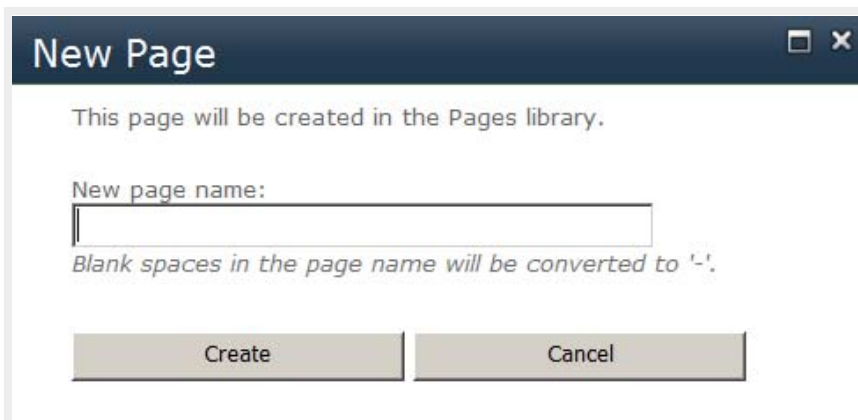 New Page
This page will be created in the Pages library.
New page name:
Blank spaces in the page name will be converted to '-'.
Create
Cancel